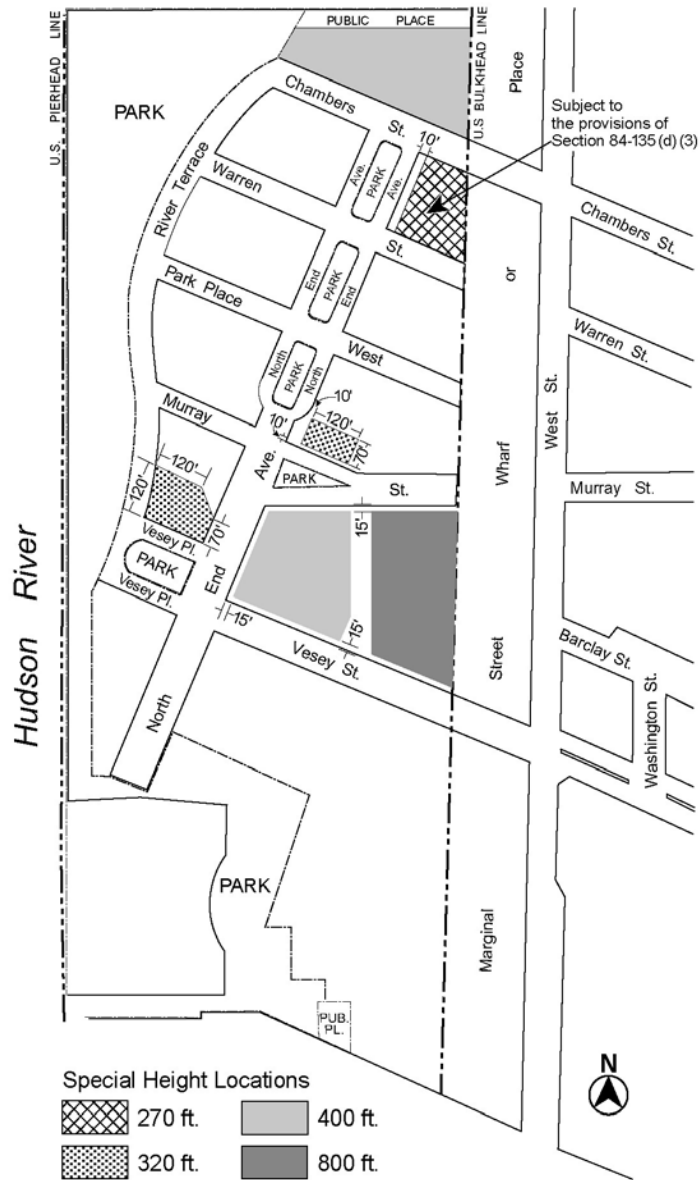 U.S. PIERHEAD LINE
PUBLIC PLACE
U.S BULKHEAD LINE
Place
PARK
Chambers
St.
10'
Subject to
the provisions of
Section 84-135 (d) (3)
River Terrace
Warren
Ave.
PARK
Ave.
St.
Chambers St.
Park Place
End
PARK
End
or
West
Warren St.
North
PARK
North
West St.
Murray
10'
120'
10'
70'
Ave.
PARK
St.
Wharf
Murray St.
120'
120'
70'
15'
Vesey Pl.
PARK
Vesey Pl.
End
15'
15'
Vesey St.
Street
Barclay St.
Washington St.
Hudson River
North
PARK
Marginal
PUB.
PL.
N
Special Height Locations
270 ft.
400 ft.
320 ft.
800 ft.